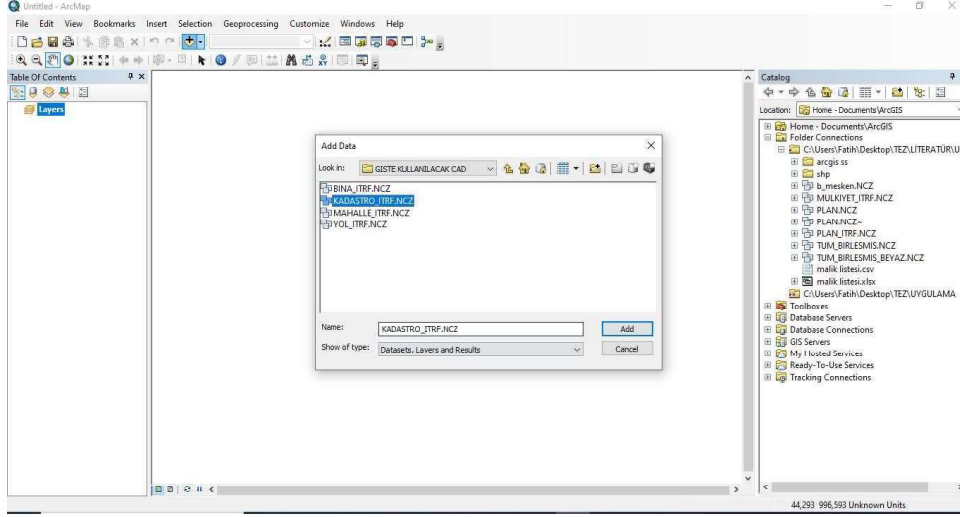 Untitled - ArcMap
File Edit View Bookmarks Insert Selection Geoprocessing Customize Windows Help
Table Of Contents
Layers
Add Data
Look in: GISTE KULLANILACAK CAD
BINA_ITRF.NCZ
KADASTRO_ITRF.NCZ
MAHALLE_ITRF.NCZ
YOL_ITRF.NCZ
Name: KADASTRO_ITRF.NCZ Add
Show of type: Datasets, Layers and Results Cancel
Catalog
Location: Home - Documents\ArcGIS
Home - Documents\ArcGIS
Folder Connections
C:\Users\Fatih\Desktop\TEZ\LİTERATÜR\U
arcgis ss
shp
b_mesken.NCZ
MULKIYET_ITRF.NCZ
PLAN.NCZ
PLAN.NCZ~
PLAN_ITRF.NCZ
TUM_BIRLESMIS.NCZ
TUM_BIRLESMIS_BEYAZ.NCZ
malik listesi.csv
malik listesi.xlsx
C:\Users\Fatih\Desktop\TEZ\UYGULAMA
Toolboxes
Database Servers
Database Connections
GIS Servers
My Hosted Services
Ready-To-Use Services
Tracking Connections
44,293 996,593 Unknown Units